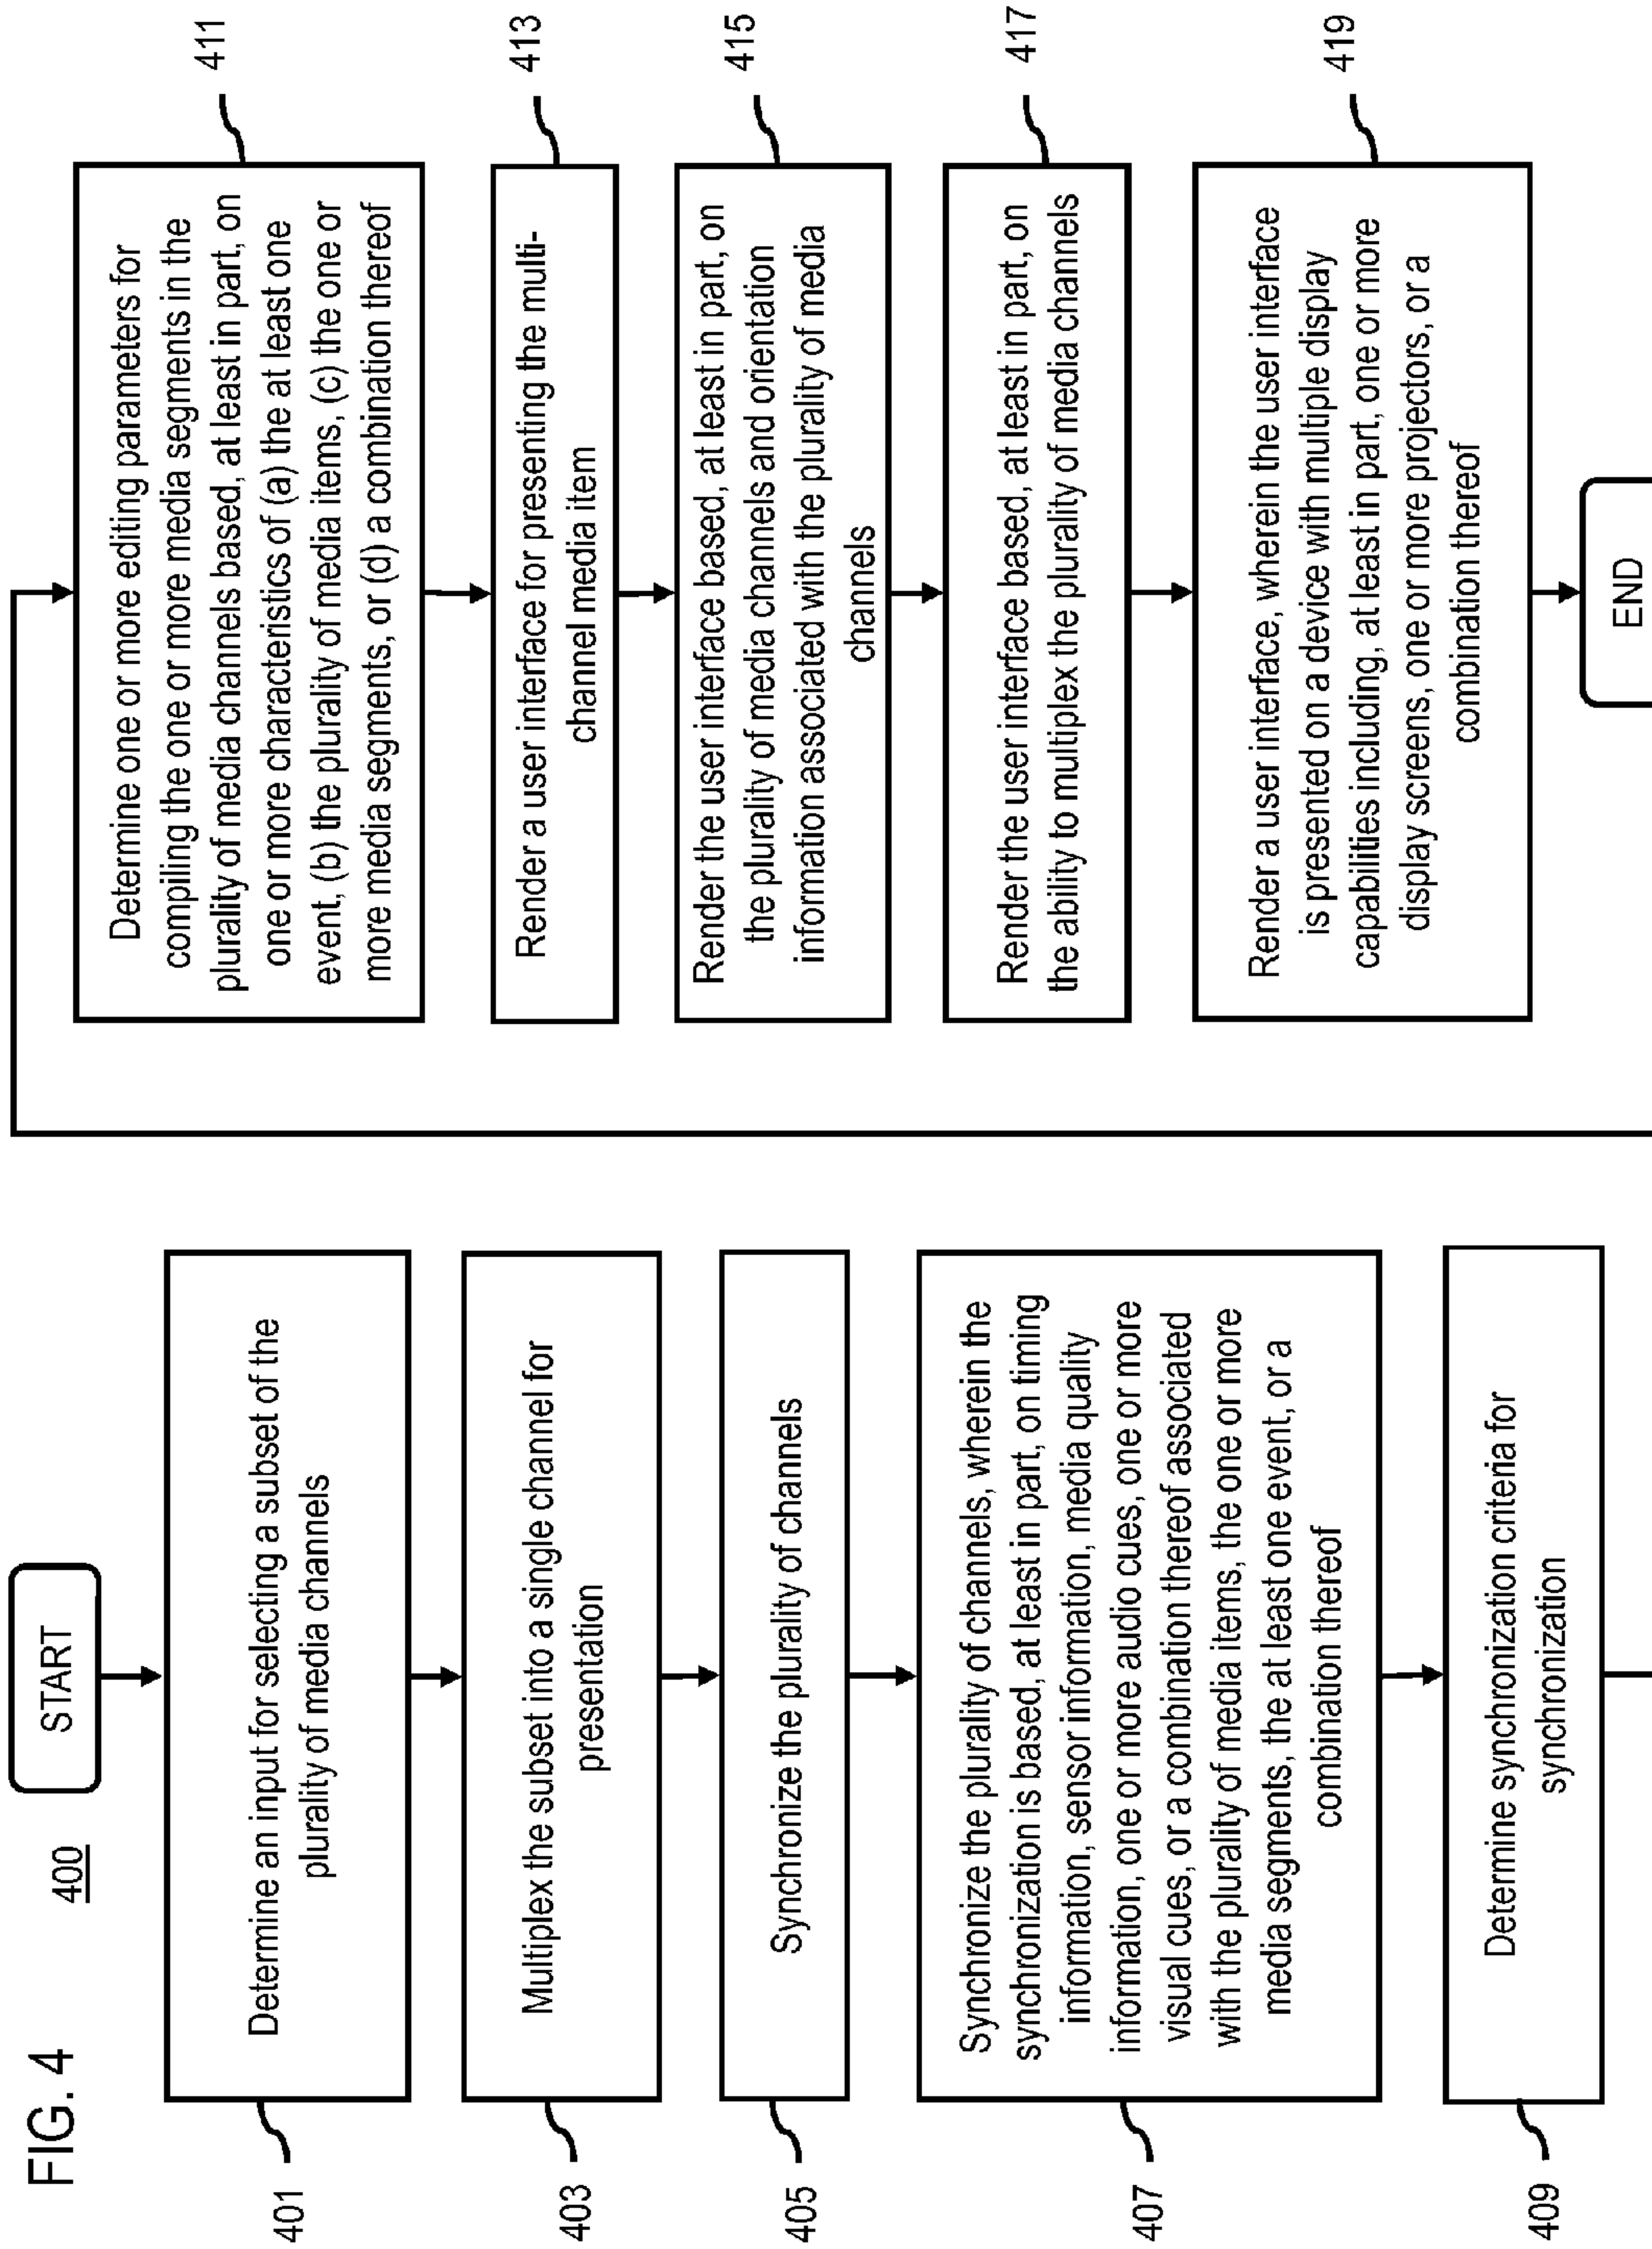 FIG. 4
400
START
401
Determine an input for selecting a subset of the
plurality of media channels
403
Multiplex the subset into a single channel for
presentation
405
Synchronize the plurality of channels
407
Synchronize the plurality of channels, wherein the
synchronization is based, at least in part, on timing
information, sensor information, media quality
information, one or more audio cues, one or more
visual cues, or a combination thereof associated
with the plurality of media items, the one or more
media segments, the at least one event, or a
combination thereof
409
Determine synchronization criteria for
synchronization
411
Determine one or more editing parameters for
compiling the one or more media segments in the
plurality of media channels based, at least in part, on
one or more characteristics of (a) the at least one
event, (b) the plurality of media items, (c) the one or
more media segments, or (d) a combination thereof
413
Render a user interface for presenting the multi-
channel media item
415
Render the user interface based, at least in part, on
the plurality of media channels and orientation
information associated with the plurality of media
channels
417
Render the user interface based, at least in part, on
the ability to multiplex the plurality of media channels
419
Render a user interface, wherein the user interface
is presented on a device with multiple display
capabilities including, at least in part, one or more
display screens, one or more projectors, or a
combination thereof
END